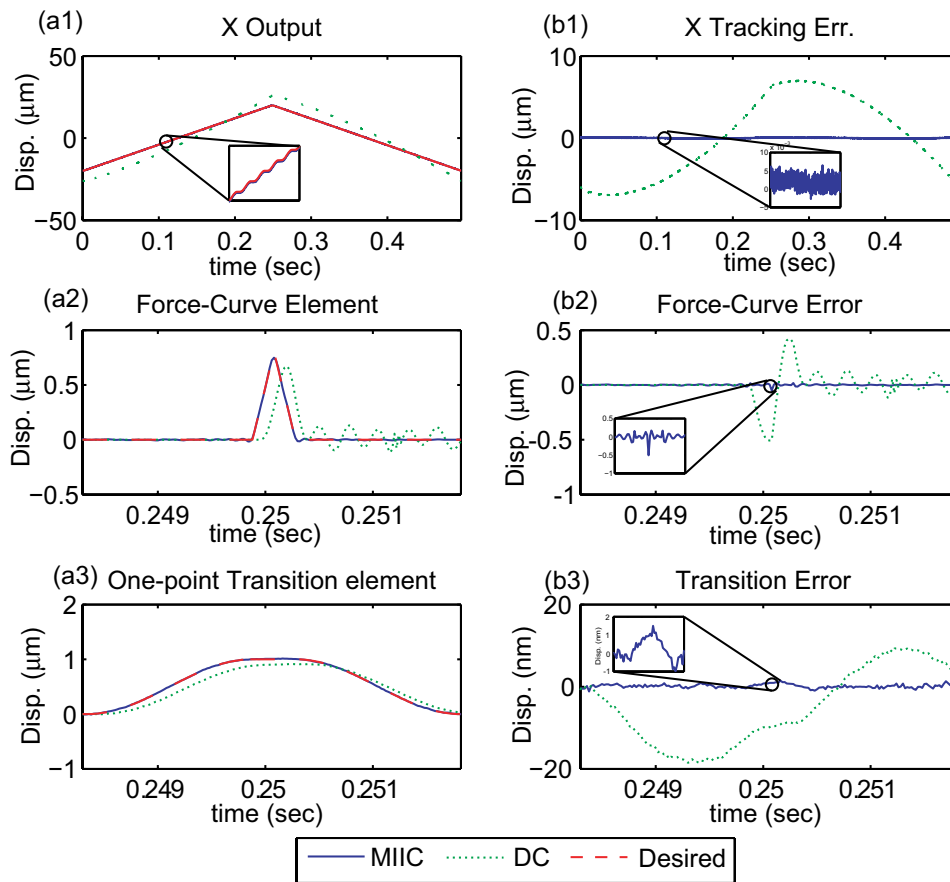 (a1)
X Output
50
0
−50
Disp. (μm)
0
0.1
0.2
0.3
0.4
time (sec)
(b1)
X Tracking Err.
10
0
−10
Disp. (μm)
0
0.1
0.2
0.3
0.4
time (sec)
10
5
0
−5
(a2)
Force-Curve Element
1
0.5
0
−0.5
Disp. (μm)
0.249
0.25
0.251
time (sec)
(b2)
Force-Curve Error
0.5
0
-0.5
-1
Disp. (μm)
0.5
0
-0.5
-1
0.249
0.25
0.251
time (sec)
(a3)
One-point Transition element
2
1
0
−1
Disp. (μm)
0.249
0.25
0.251
time (sec)
(b3)
Transition Error
20
0
−20
Disp. (nm)
2
1
0
-1
Disp. (nm)
0.249
0.25
0.251
time (sec)
MIIC
DC
Desired